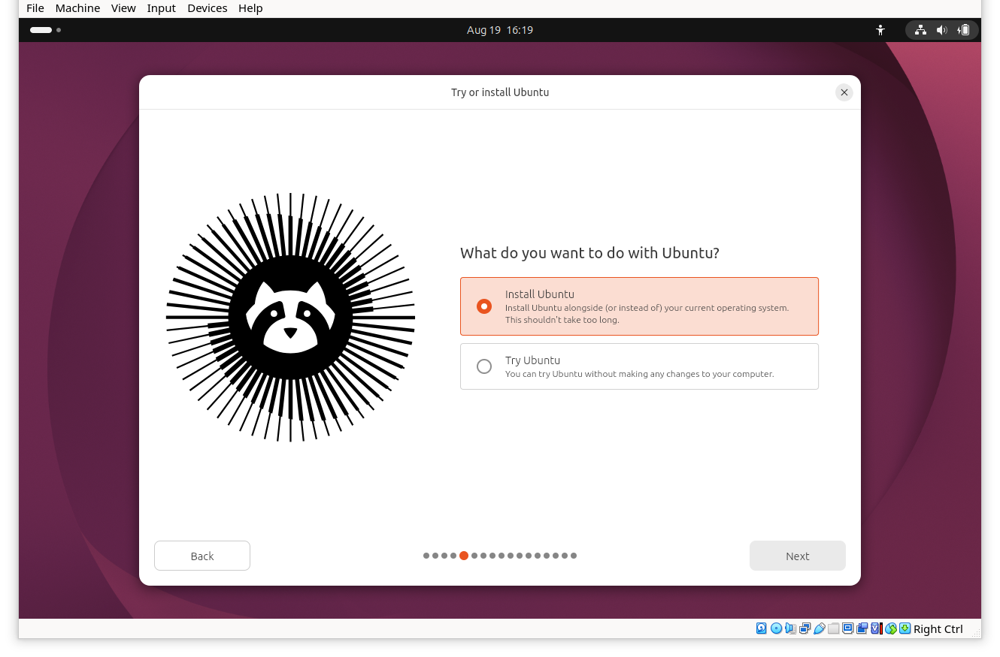 File Machine View Input Devices Help
Aug 19 16:19
Try or install Ubuntu
What do you want to do with Ubuntu?
Install Ubuntu
Install Ubuntu alongside (or instead of) your current operating system.
This shouldn't take too long.
Try Ubuntu
You can try Ubuntu without making any changes to your computer.
Back
Next
Right Ctrl